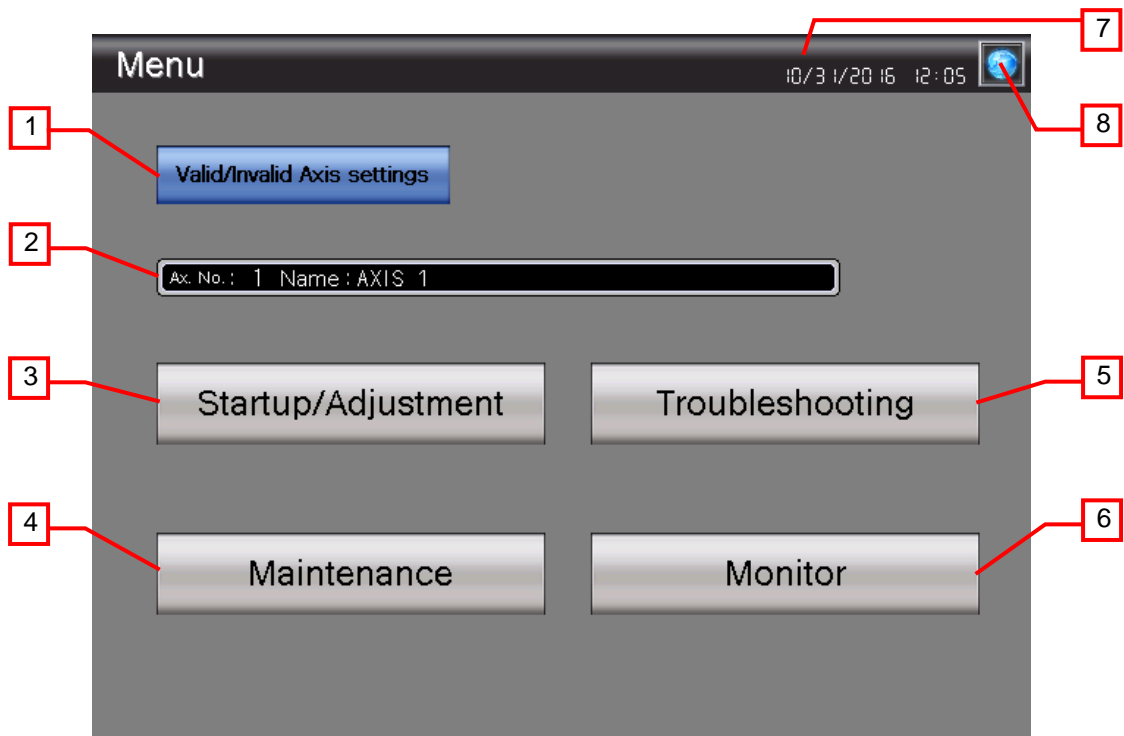 7
Menu
10/31/2016 12:05
1
8
Valid/Invalid Axis settings
2
Ax. No.: 1 Name:AXIS 1
3
Startup/Adjustment
Troubleshooting
5
4
Maintenance
Monitor
6